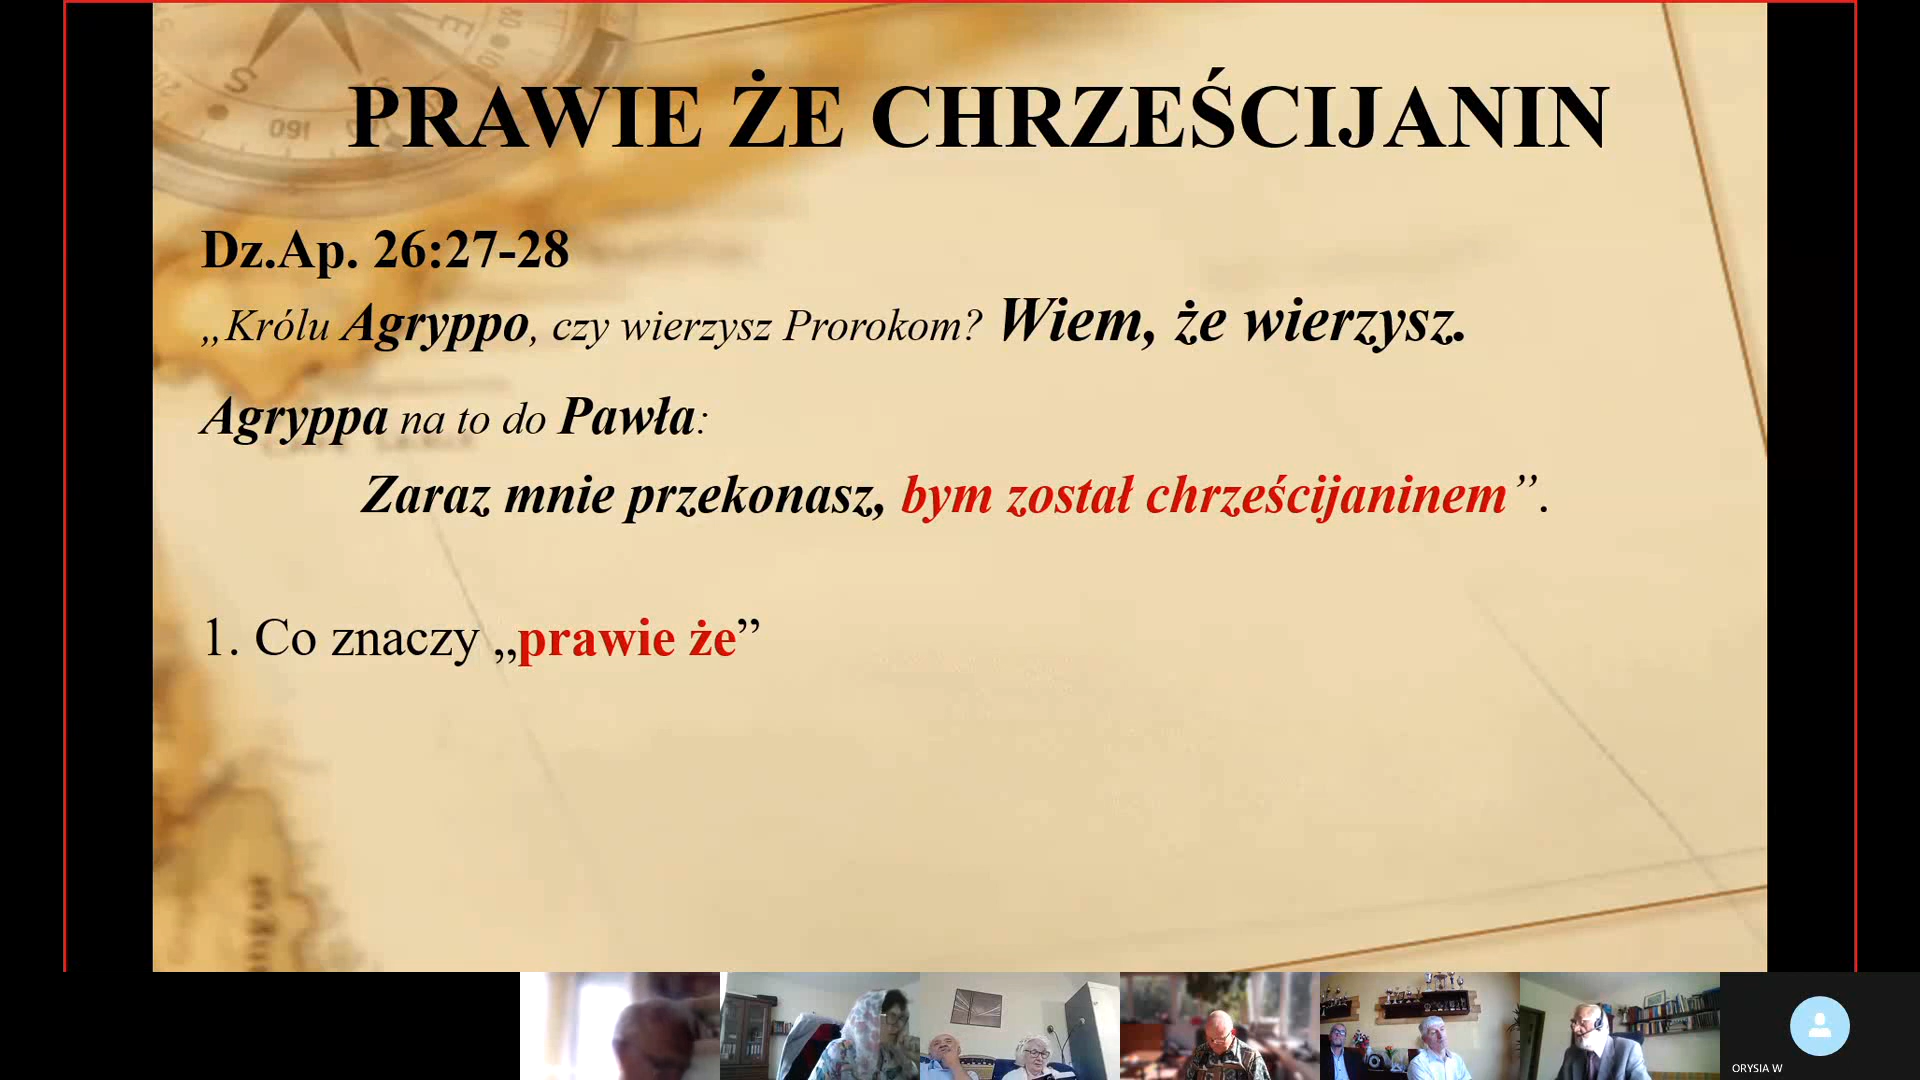 PRAWIE ŻE CHRZEŚCIJANIN
Dz.Ap. 26:27-28
„Królu Agryppo, czy wierzysz Prorokom? Wiem, że wierzysz.
Agryppa na to do Pawła:
Zaraz mnie przekonasz, bym został chrześcijaninem”.
1. Co znaczy „prawie że”
ORYSIA W